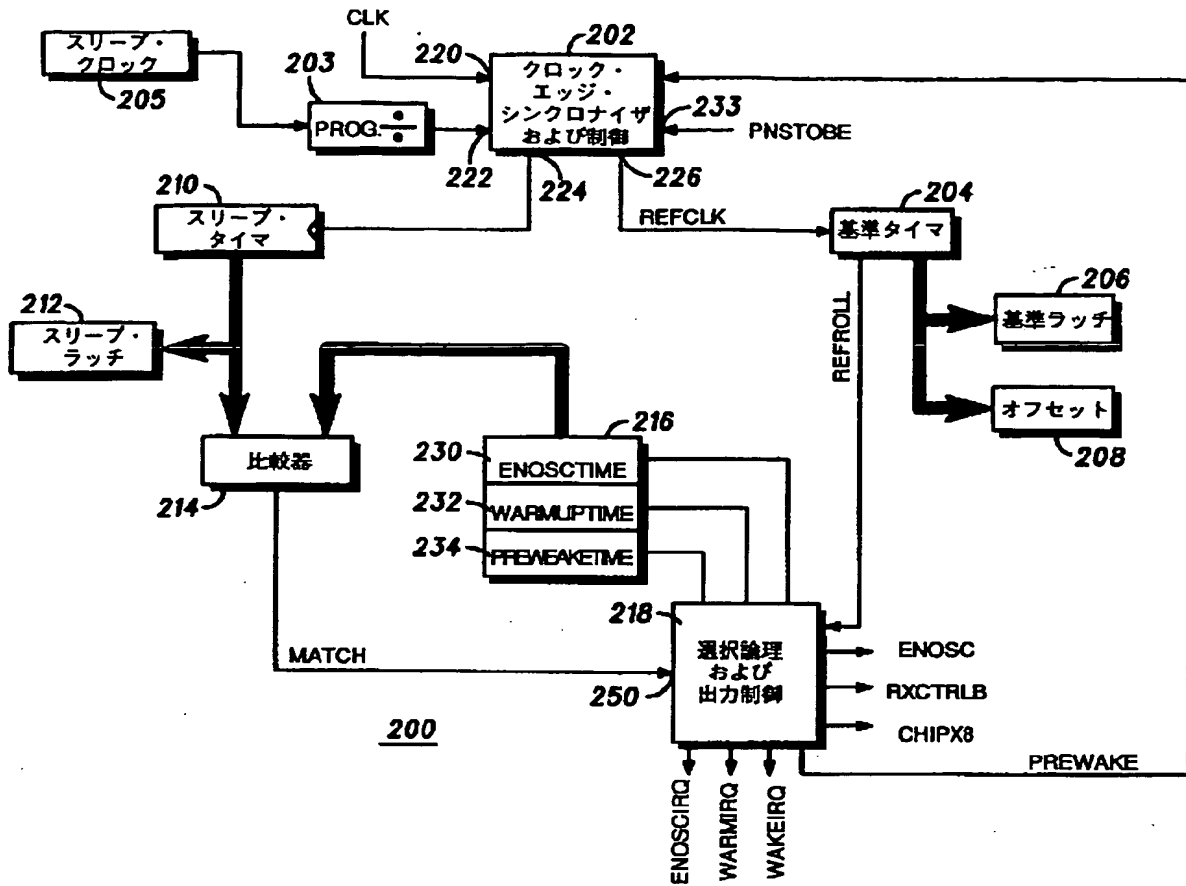 CLK
202
スリープ・
クロック
205
203
PROG. ÷
220
クロック・
エッジ・
シンクロナイザ
および制御
233
PNSTOBE
222
224
226
210
スリープ・
タイマ
REFCLK
204
基準タイマ
212
スリープ・
ラッチ
REFROLL
206
基準ラッチ
オフセット
208
比較器
214
216
230
ENOSCTIME
232
WARMUPTIME
234
PREWEAKETIME
218
選択論理
および
出力制御
MATCH
250
ENOSC
RXCTRLB
CHIPX8
200
PREWAKE
ENOSCIRQ
WARMIRQ
WAKEIRQ